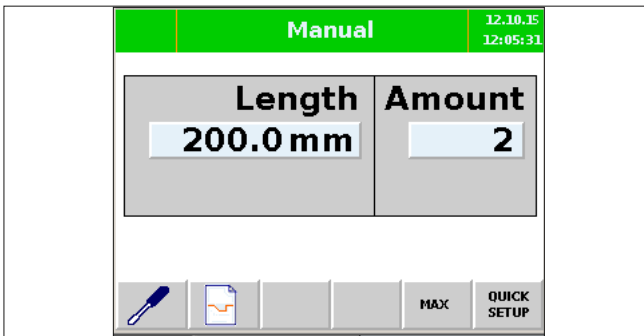 Manual
12.10.15
12:05:31
Length
Amount
200.0 mm
2
MAX
QUICK
SETUP